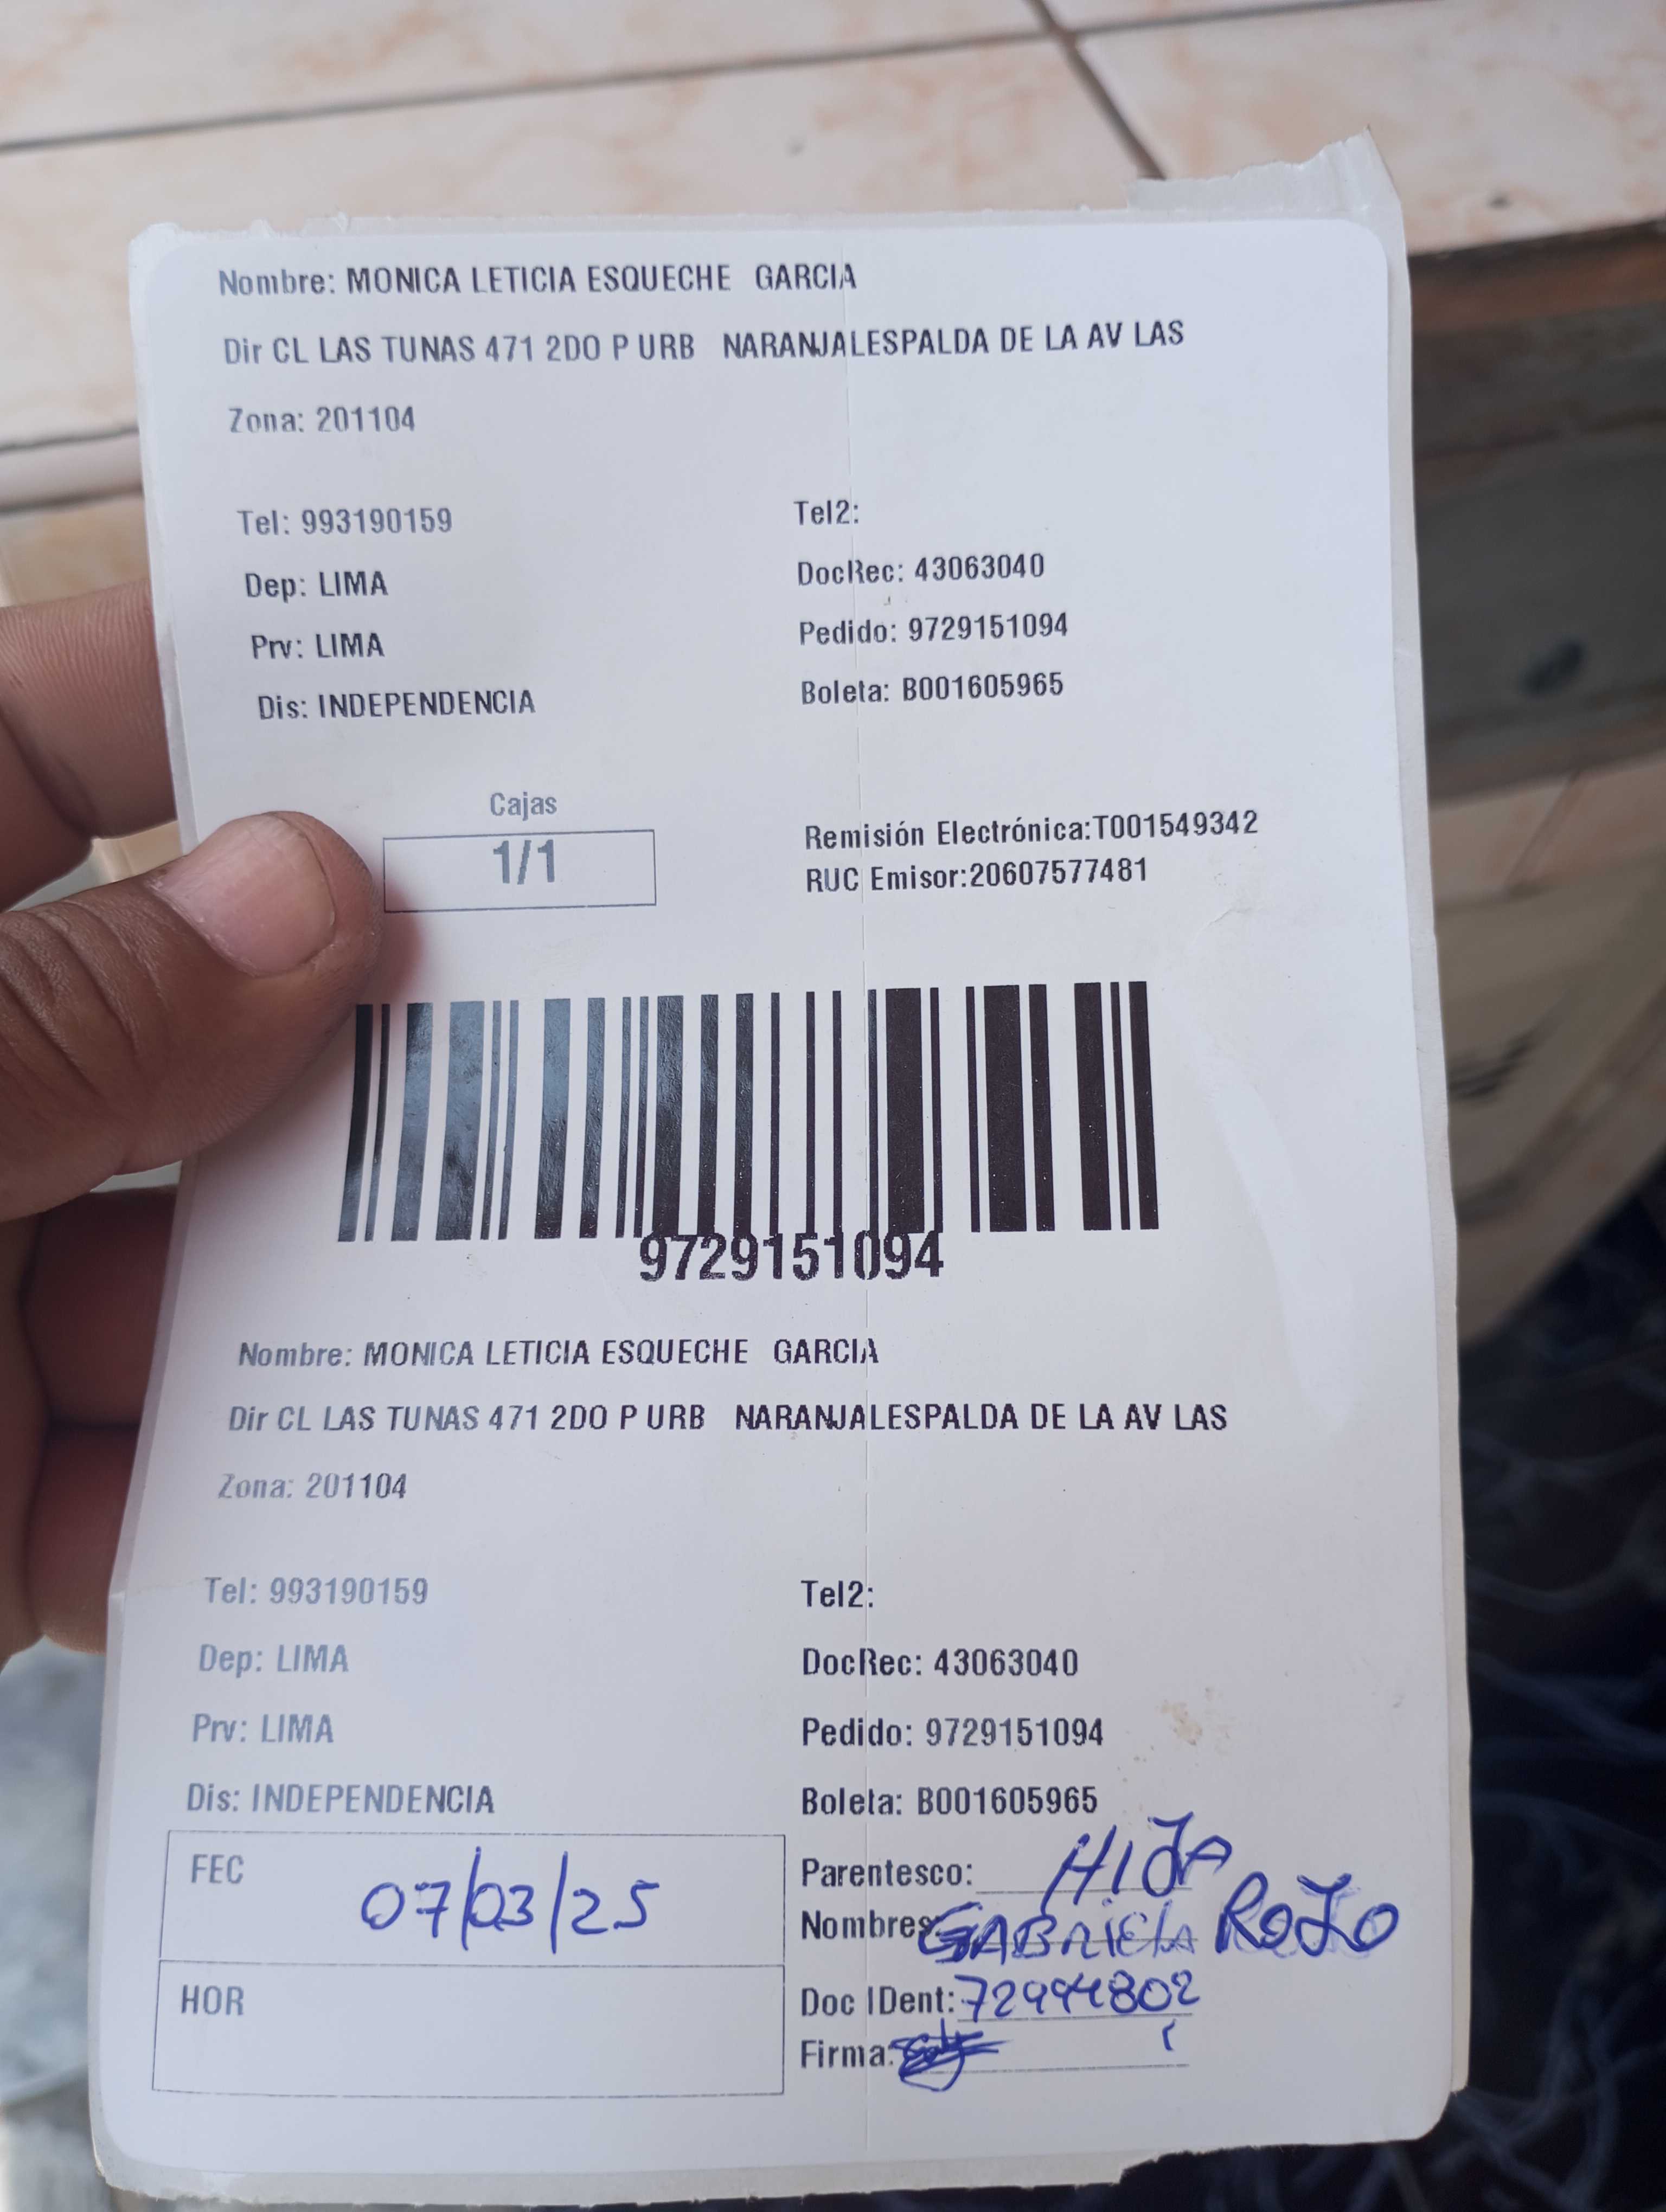 Nombre: MONICA LETICIA ESQUECHE GARCIA
Dir CL LAS TUNAS 471 2DO P URB NARANJALESPALDA DE LA AV LAS
Zona: 201104
Tel: 993190159
Tel2:
Dep: LIMA
DocRec: 43063040
Prv: LIMA
Pedido: 9729151094
Dis: INDEPENDENCIA
Boleta: B001605965
Cajas
1/1
Remisión Electrónica:T001549342
RUC Emisor:20607577481
9729151094
Nombre: MONICA LETICIA ESQUECHE GARCIA
Dir CL LAS TUNAS 471 2DO P URB NARANJALESPALDA DE LA AV LAS
Zona: 201104
Tel: 993190159
Tel2:
Dep: LIMA
DocRec: 43063040
Prv: LIMA
Pedido: 9729151094
Dis: INDEPENDENCIA
Boleta: B001605965
FEC 07/03/25
Parentesco: HIJA
Nombres GABRIELA ROJO
HOR
Doc IDent: 72994802
Firma: